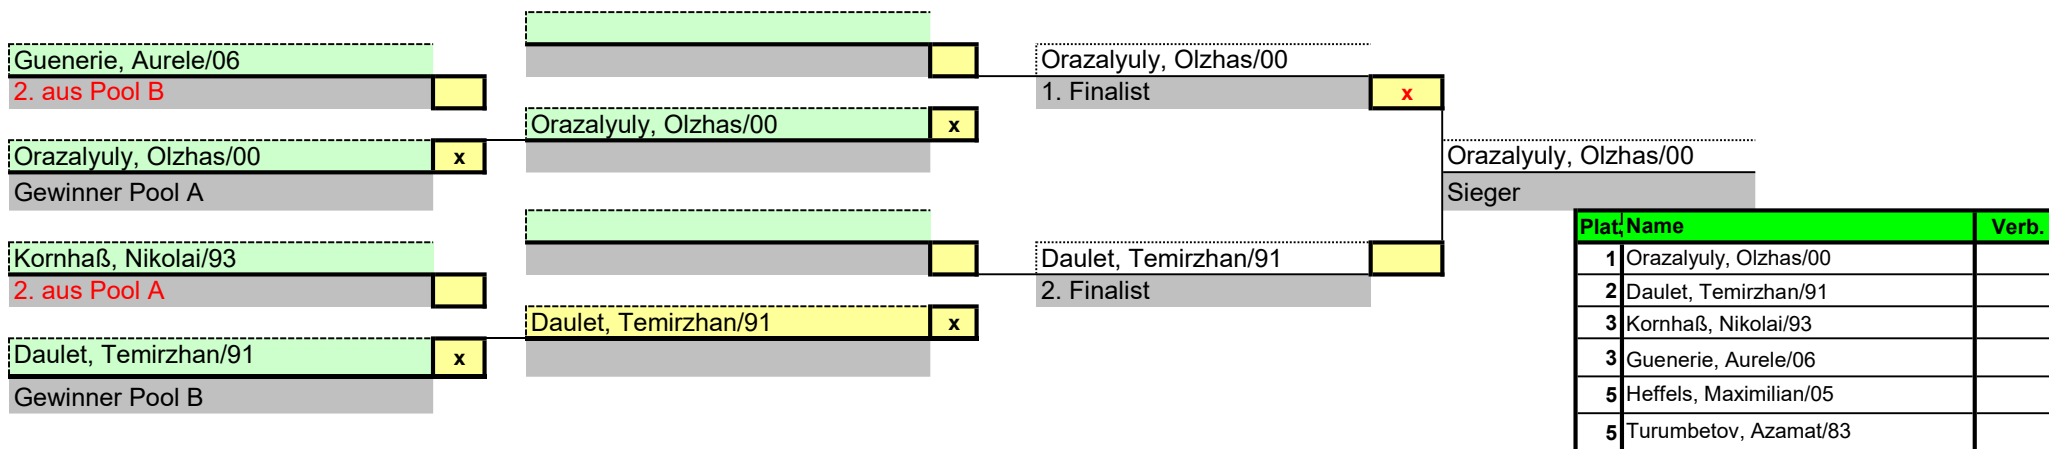 Guenerie, Aurele/06
2. aus Pool B
Orazalyuly, Olzhas/00 x
Gewinner Pool A
Kornhaß, Nikolai/93
2. aus Pool A
Daulet, Temirzhan/91 x
Gewinner Pool B
Orazalyuly, Olzhas/00 x
Daulet, Temirzhan/91 x
Orazalyuly, Olzhas/00
1. Finalist x
Daulet, Temirzhan/91
2. Finalist
Orazalyuly, Olzhas/00
Sieger
Platz Name Verb.
1 Orazalyuly, Olzhas/00
2 Daulet, Temirzhan/91
3 Kornhaß, Nikolai/93
3 Guenerie, Aurele/06
5 Heffels, Maximilian/05
5 Turumbetov, Azamat/83